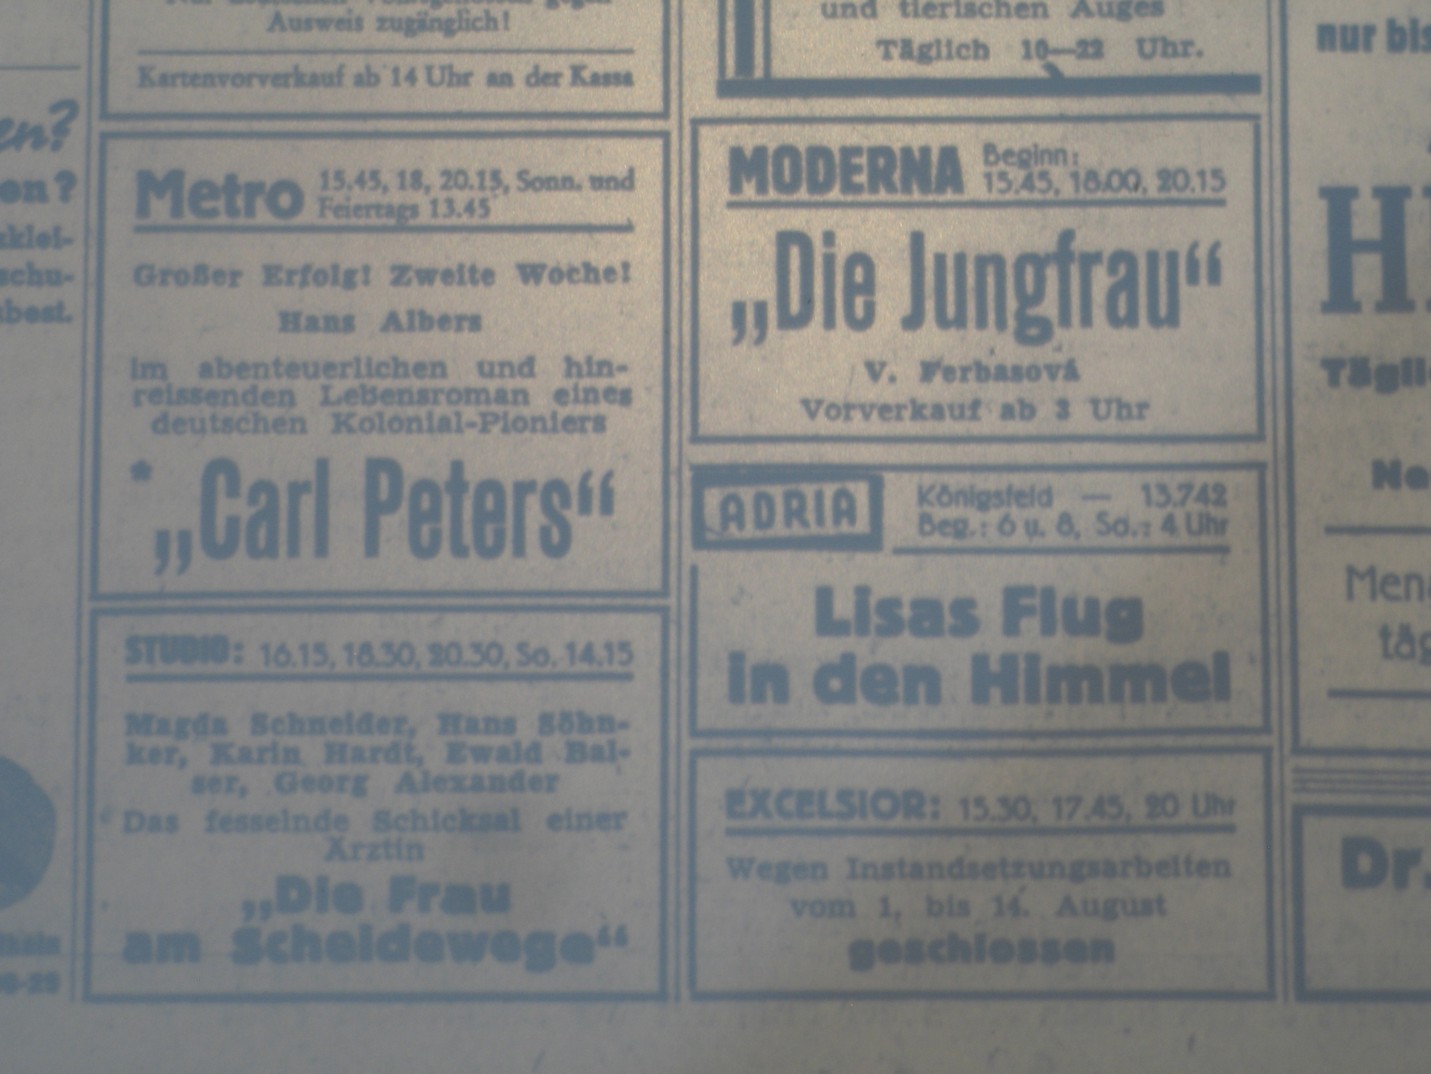 Ausweis zugänglich!
Kartenvorverkauf ab 14 Uhr an der Kassa
Metro 15.45, 18, 20.15, Sonn. und
Feiertags 13.45
Großer Erfolg! Zweite Woche!
Hans Albers
im abenteuerlichen und hin-
reissenden Lebensroman eines
deutschen Kolonial-Pioniers
* „Carl Peters“
STUDIO: 16.15, 18.30, 20.30, So. 14.15
Magda Schneider, Hans Söhn-
ker, Karin Hardt, Ewald Bal-
ser, Georg Alexander
Das fesselnde Schicksal einer
Ärztin
„Die Frau
am Scheidewege“
und tierischen Auges
Täglich 10—22 Uhr.
MODERNA Beginn:
15.45, 18.00, 20.15
„Die Jungfrau“
V. Ferbasová
Vorverkauf ab 3 Uhr
ADRIA Königsfeld — 13.742
Beg.: 6 u. 8, So.: 4 Uhr
Lisas Flug
in den Himmel
EXCELSIOR: 15.30, 17.45, 20 Uhr
Wegen Instandsetzungsarbeiten
vom 1. bis 14. August
geschlossen
nur bis
Dr.